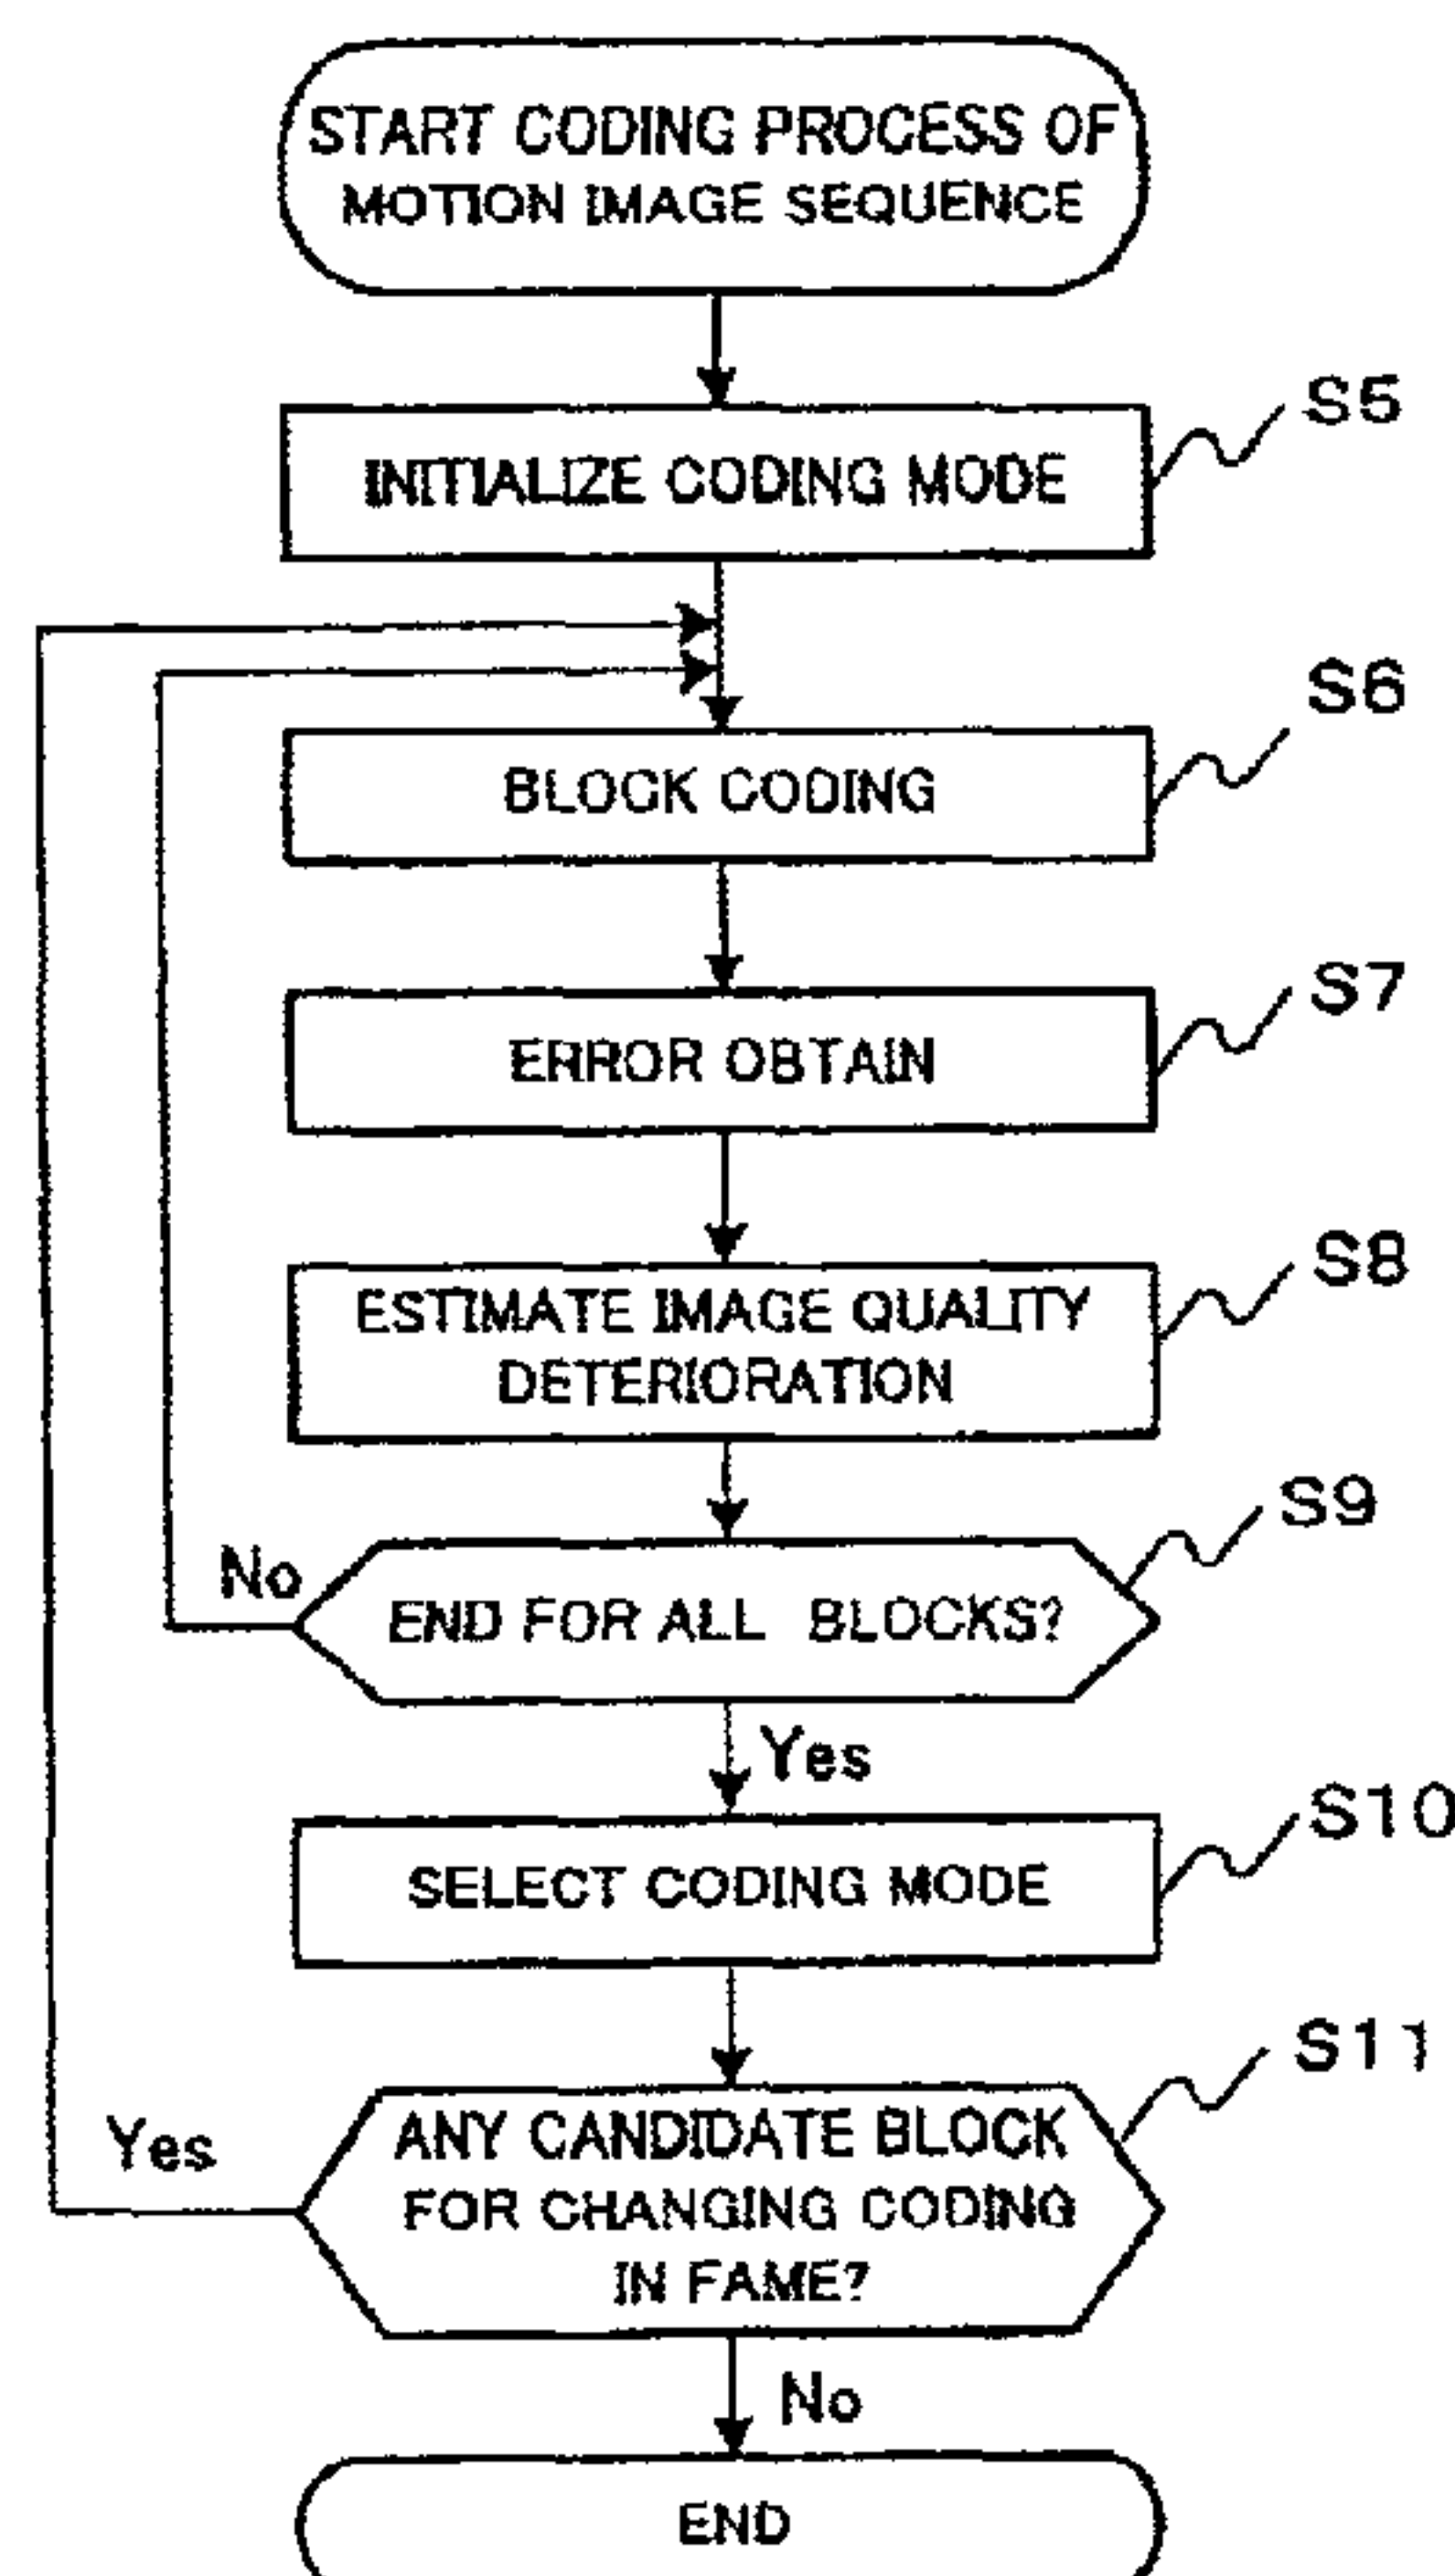 START CODING PROCESS OF
MOTION IMAGE SEQUENCE
S5
INITIALIZE CODING MODE
S6
BLOCK CODING
S7
ERROR OBTAIN
S8
ESTIMATE IMAGE QUALITY
DETERIORATION
S9
No
END FOR ALL BLOCKS?
Yes
S10
SELECT CODING MODE
S11
Yes
ANY CANDIDATE BLOCK
FOR CHANGING CODING
IN FAME?
No
END